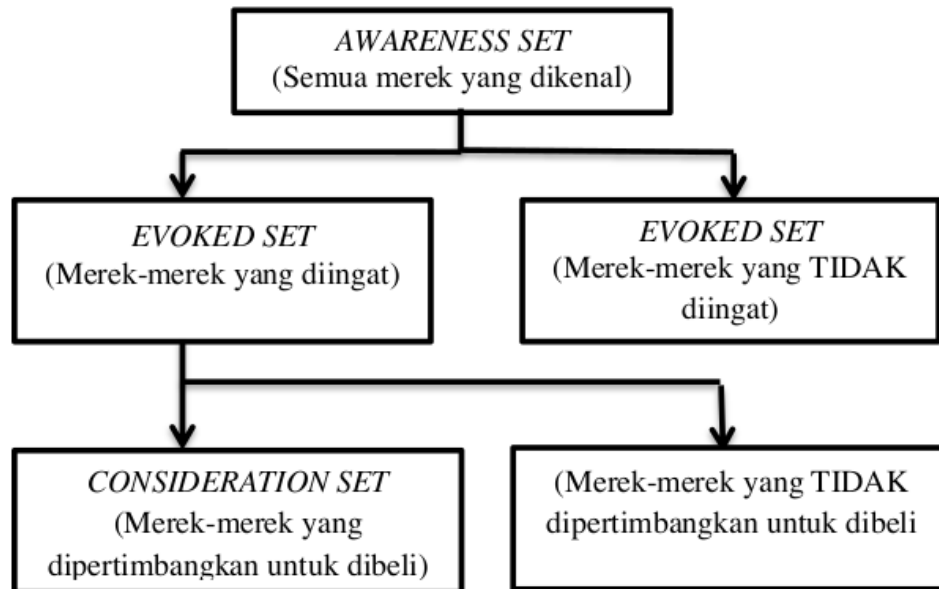 AWARENESS SET
(Semua merek yang dikenal)
EVOKED SET
(Merek-merek yang diingat)
EVOKED SET
(Merek-merek yang TIDAK
diingat)
CONSIDERATION SET
(Merek-merek yang
dipertimbangkan untuk dibeli)
(Merek-merek yang TIDAK
dipertimbangkan untuk dibeli